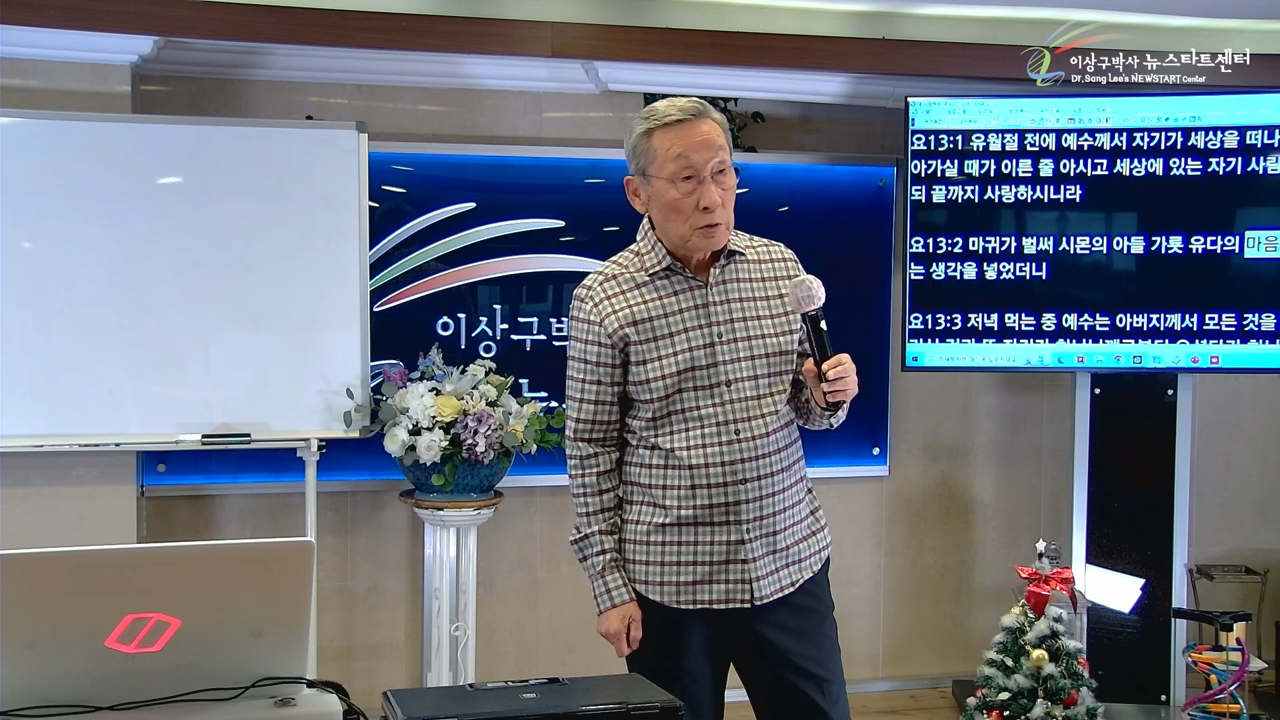 이상구박사 뉴스타트센터
Dr. Sang Lee's NEWSTART Center
요13:1 유월절 전에 예수께서 자기가 세상을 떠나
아가실 때가 이른 줄 아시고 세상에 있는 자기 사람
되 끝까지 사랑하시니라
요13:2 마귀가 벌써 시몬의 아들 가룟 유다의 마음
는 생각을 넣었더니
요13:3 저녁 먹는 중 예수는 아버지께서 모든 것을
이상구박
뉴